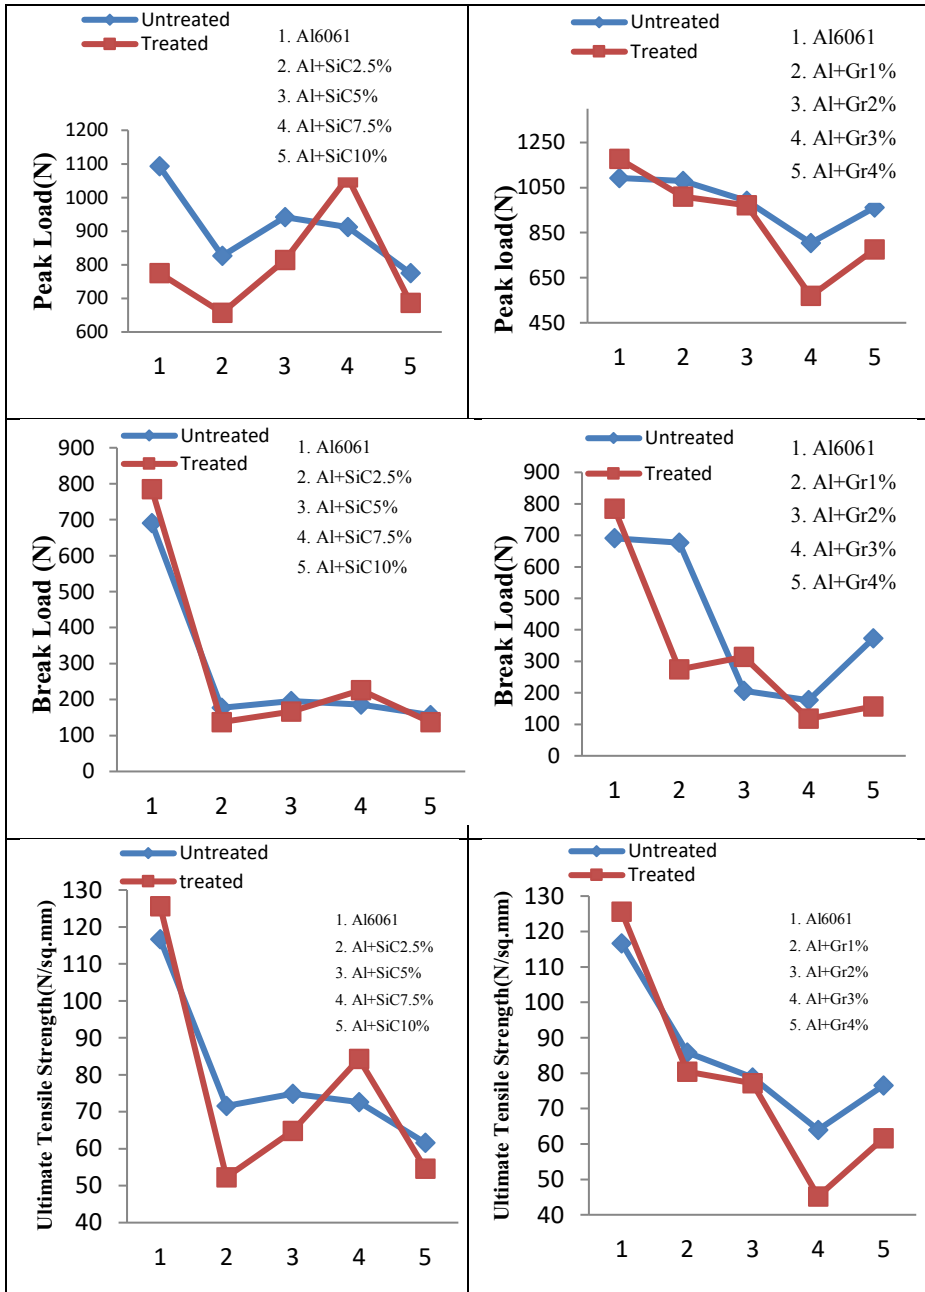 Untreated
Treated
1. Al6061
2. Al+SiC2.5%
3. Al+SiC5%
4. Al+SiC7.5%
5. Al+SiC10%
Peak Load(N)
1200
1100
1000
900
800
700
600
1 2 3 4 5
Untreated
Treated
1. Al6061
2. Al+Gr1%
3. Al+Gr2%
4. Al+Gr3%
5. Al+Gr4%
Peak load(N)
1250
1050
850
650
450
1 2 3 4 5
Untreated
Treated
1. Al6061
2. Al+SiC2.5%
3. Al+SiC5%
4. Al+SiC7.5%
5. Al+SiC10%
Break Load (N)
900
800
700
600
500
400
300
200
100
0
1 2 3 4 5
Untreated
Treated
1. Al6061
2. Al+Gr1%
3. Al+Gr2%
4. Al+Gr3%
5. Al+Gr4%
Break Load(N)
900
800
700
600
500
400
300
200
100
0
1 2 3 4 5
Untreated
treated
1. Al6061
2. Al+SiC2.5%
3. Al+SiC5%
4. Al+SiC7.5%
5. Al+SiC10%
Ultimate Tensile Strength(N/sq.mm)
130
120
110
100
90
80
70
60
50
40
1 2 3 4 5
Untreated
Treated
1. Al6061
2. Al+Gr1%
3. Al+Gr2%
4. Al+Gr3%
5. Al+Gr4%
Ultimate Tensile Strength(N/sq.mm)
130
120
110
100
90
80
70
60
50
40
1 2 3 4 5